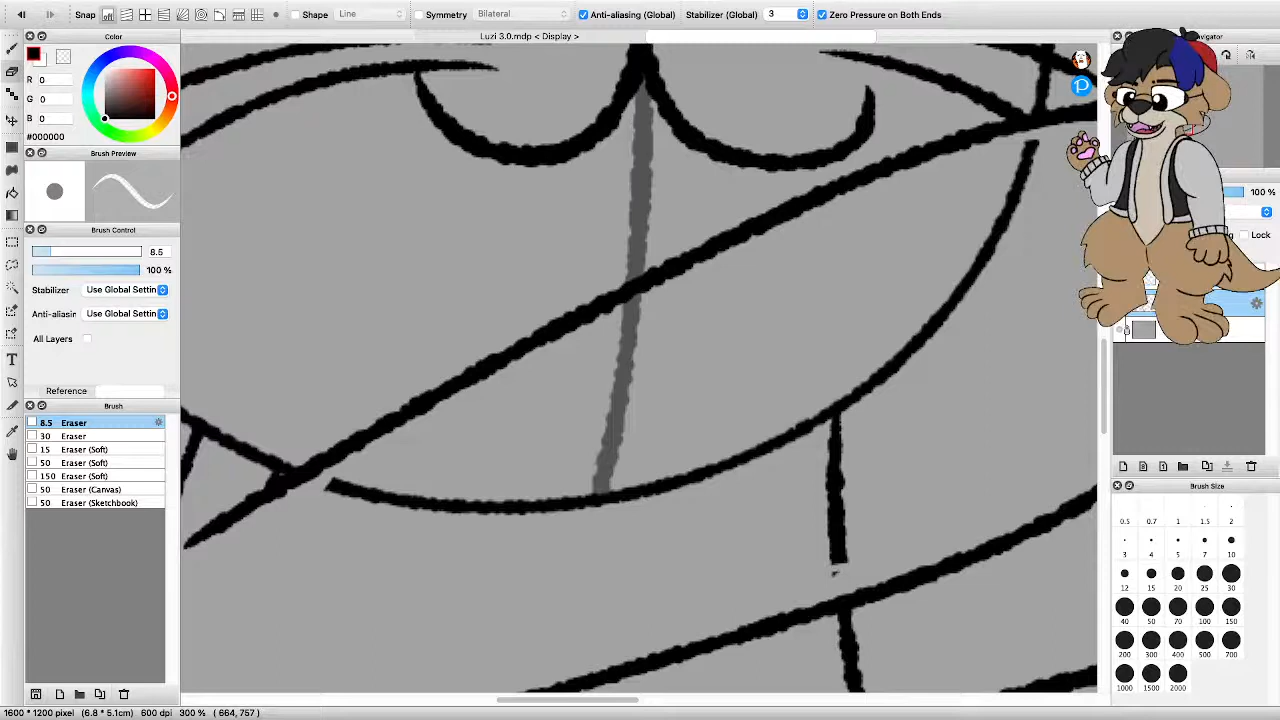 Snap
Shape Line
Symmetry Bilateral
Anti-aliasing (Global)
Stabilizer (Global) 3
Zero Pressure on Both Ends
Color
Luzi 3.0.mdp < Display >
R 0
G 0
B 0
#000000
Brush Preview
Brush Control
8.5
100 %
Stabilizer Use Global Settin
Anti-aliasin Use Global Settin
All Layers
Reference
Brush
8.5 Eraser
30 Eraser
15 Eraser (Soft)
50 Eraser (Soft)
150 Eraser (Soft)
50 Eraser (Canvas)
50 Eraser (Sketchbook)
100 %
Lock
Brush Size
0.5 0.7 1 1.5 2
3 4 5 7 10
12 15 20 25 30
40 50 70 100 150
200 300 400 500 700
1000 1500 2000
1600 * 1200 pixel (6.8 * 5.1cm) 600 dpi 300 % ( 664, 757 )